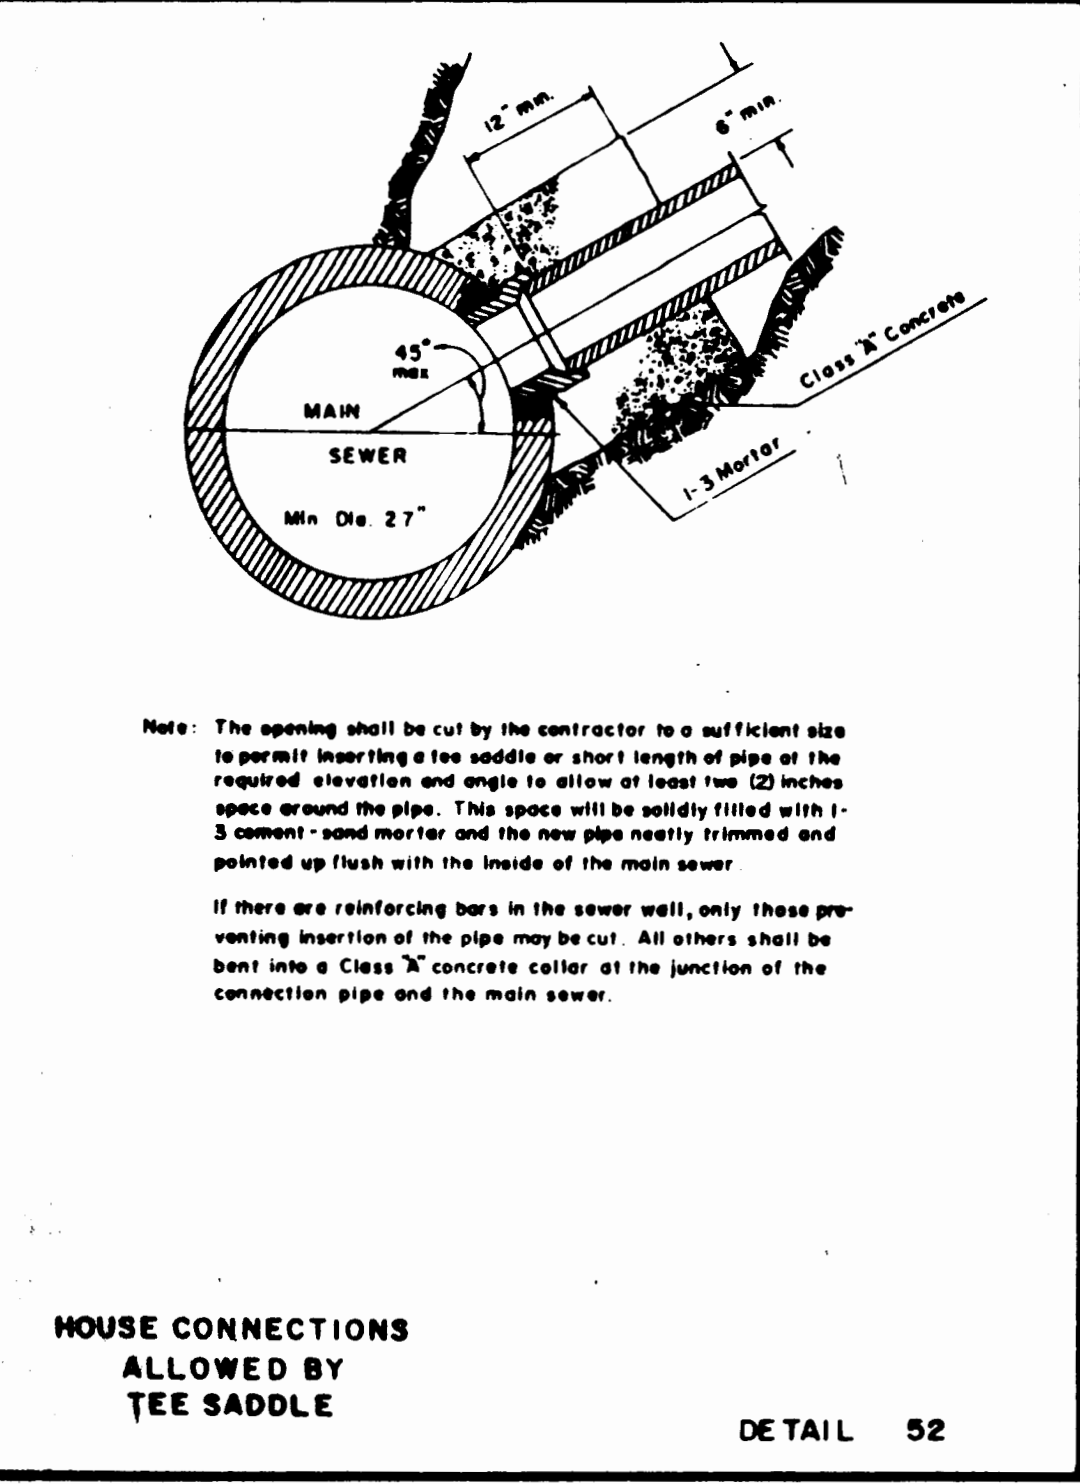 12" min.
6" min.
45°
max
MAIN
SEWER
Min Dia. 27"
Class "A" Concrete
1-3 Mortar
Note: The opening shall be cut by the contractor to a sufficient size
to permit inserting a tee saddle or short length of pipe at the
required elevation and angle to allow at least two (2) inches
space around the pipe. This space will be solidly filled with 1-
3 cement-sand mortar and the new pipe neatly trimmed and
pointed up flush with the inside of the main sewer.
If there are reinforcing bars in the sewer wall, only those pre-
venting insertion of the pipe may be cut. All others shall be
bent into a Class "A" concrete collar at the junction of the
connection pipe and the main sewer.
HOUSE CONNECTIONS
ALLOWED BY
TEE SADDLE
DETAIL 52